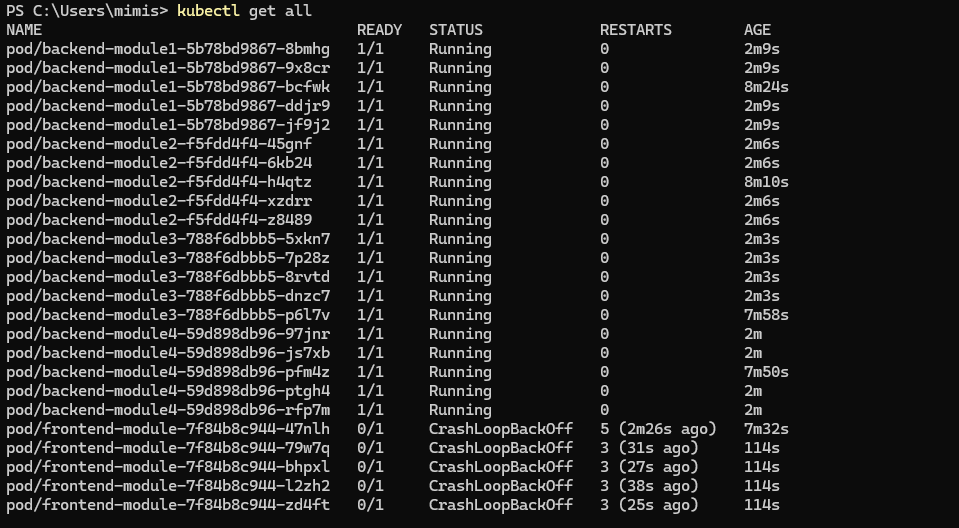 PS C:\Users\mimis> kubectl get all
NAME READY STATUS RESTARTS AGE
pod/backend-module1-5b78bd9867-8bmhg 1/1 Running 0 2m9s
pod/backend-module1-5b78bd9867-9x8cr 1/1 Running 0 2m9s
pod/backend-module1-5b78bd9867-bcfwk 1/1 Running 0 8m24s
pod/backend-module1-5b78bd9867-ddjr9 1/1 Running 0 2m9s
pod/backend-module1-5b78bd9867-jf9j2 1/1 Running 0 2m9s
pod/backend-module2-f5fdd4f4-45gnf 1/1 Running 0 2m6s
pod/backend-module2-f5fdd4f4-6kb24 1/1 Running 0 2m6s
pod/backend-module2-f5fdd4f4-h4qtz 1/1 Running 0 8m10s
pod/backend-module2-f5fdd4f4-xzdrr 1/1 Running 0 2m6s
pod/backend-module2-f5fdd4f4-z8489 1/1 Running 0 2m6s
pod/backend-module3-788f6dbbb5-5xkn7 1/1 Running 0 2m3s
pod/backend-module3-788f6dbbb5-7p28z 1/1 Running 0 2m3s
pod/backend-module3-788f6dbbb5-8rvtd 1/1 Running 0 2m3s
pod/backend-module3-788f6dbbb5-dnzc7 1/1 Running 0 2m3s
pod/backend-module3-788f6dbbb5-p6l7v 1/1 Running 0 7m58s
pod/backend-module4-59d898db96-97jnr 1/1 Running 0 2m
pod/backend-module4-59d898db96-js7xb 1/1 Running 0 2m
pod/backend-module4-59d898db96-pfm4z 1/1 Running 0 7m50s
pod/backend-module4-59d898db96-ptgh4 1/1 Running 0 2m
pod/backend-module4-59d898db96-rfp7m 1/1 Running 0 2m
pod/frontend-module-7f84b8c944-47nlh 0/1 CrashLoopBackOff 5 (2m26s ago) 7m32s
pod/frontend-module-7f84b8c944-79w7q 0/1 CrashLoopBackOff 3 (31s ago) 114s
pod/frontend-module-7f84b8c944-bhpxl 0/1 CrashLoopBackOff 3 (27s ago) 114s
pod/frontend-module-7f84b8c944-l2zh2 0/1 CrashLoopBackOff 3 (38s ago) 114s
pod/frontend-module-7f84b8c944-zd4ft 0/1 CrashLoopBackOff 3 (25s ago) 114s